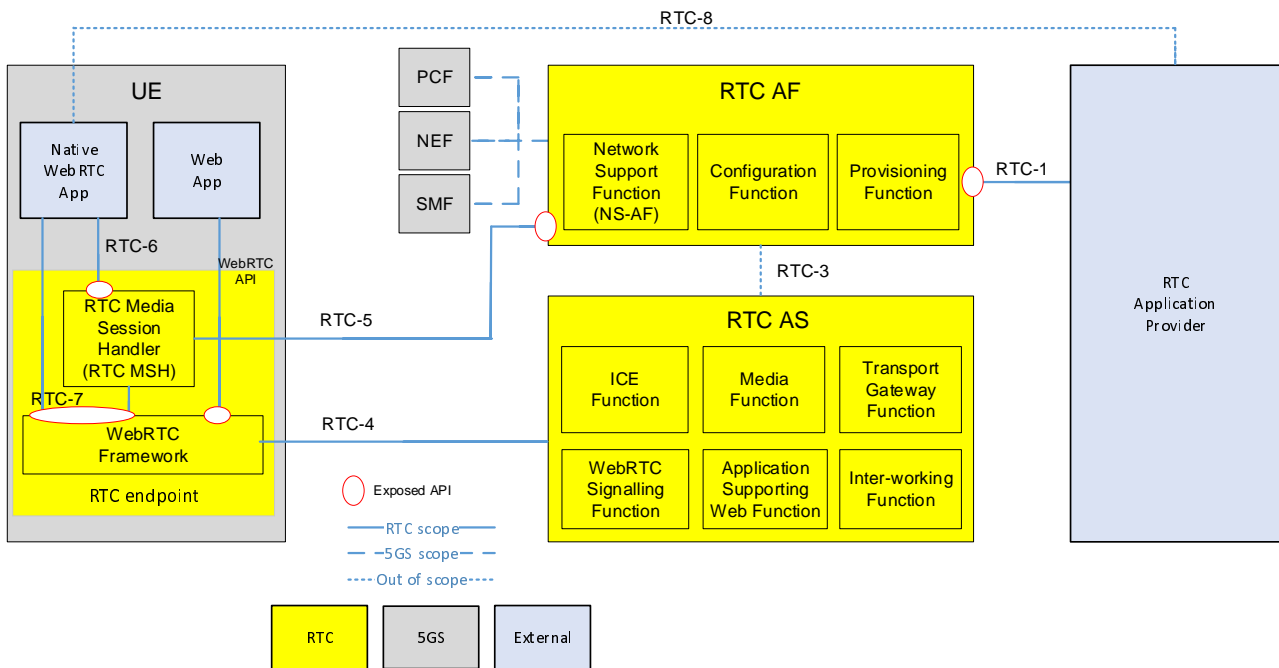 RTC-8
UE
Native
WebRTC
App
Web
App
RTC-6
WebRTC
API
RTC Media
Session
Handler
(RTC MSH)
RTC-7
WebRTC
Framework
RTC endpoint
PCF
NEF
SMF
RTC-5
RTC-4
RTC AF
Network
Support
Function
(NS-AF)
Configuration
Function
Provisioning
Function
RTC-1
RTC-3
RTC AS
ICE
Function
Media
Function
Transport
Gateway
Function
WebRTC
Signalling
Function
Application
Supporting
Web Function
Inter-working
Function
RTC
Application
Provider
Exposed API
RTC scope
5GS scope
Out of scope
RTC
5GS
External